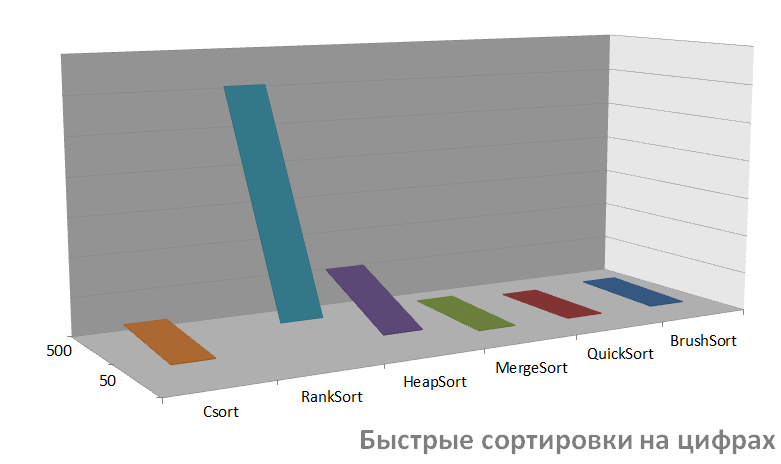 500
50
Csort
RankSort
HeapSort
MergeSort
QuickSort
BrushSort
Быстрые сортировки на цифрах